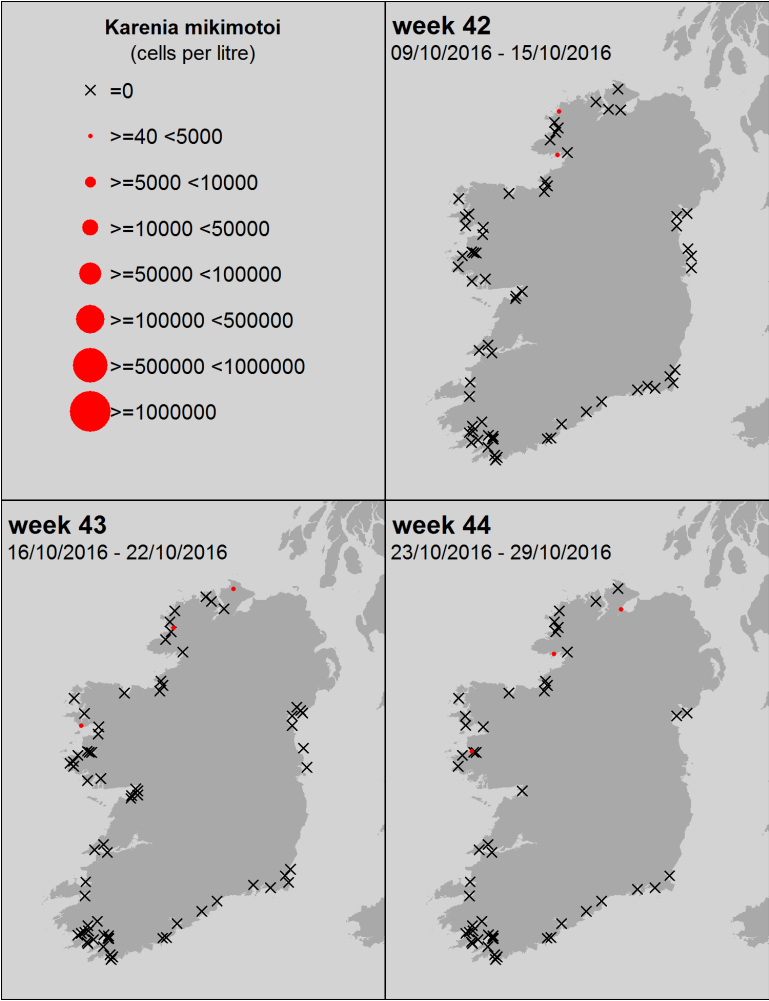 Karenia mikimotoi
(cells per litre)
=0
>=40 <5000
>=5000 <10000
>=10000 <50000
>=50000 <100000
>=100000 <500000
>=500000 <1000000
>=1000000
week 42
09/10/2016 - 15/10/2016
week 43
16/10/2016 - 22/10/2016
week 44
23/10/2016 - 29/10/2016